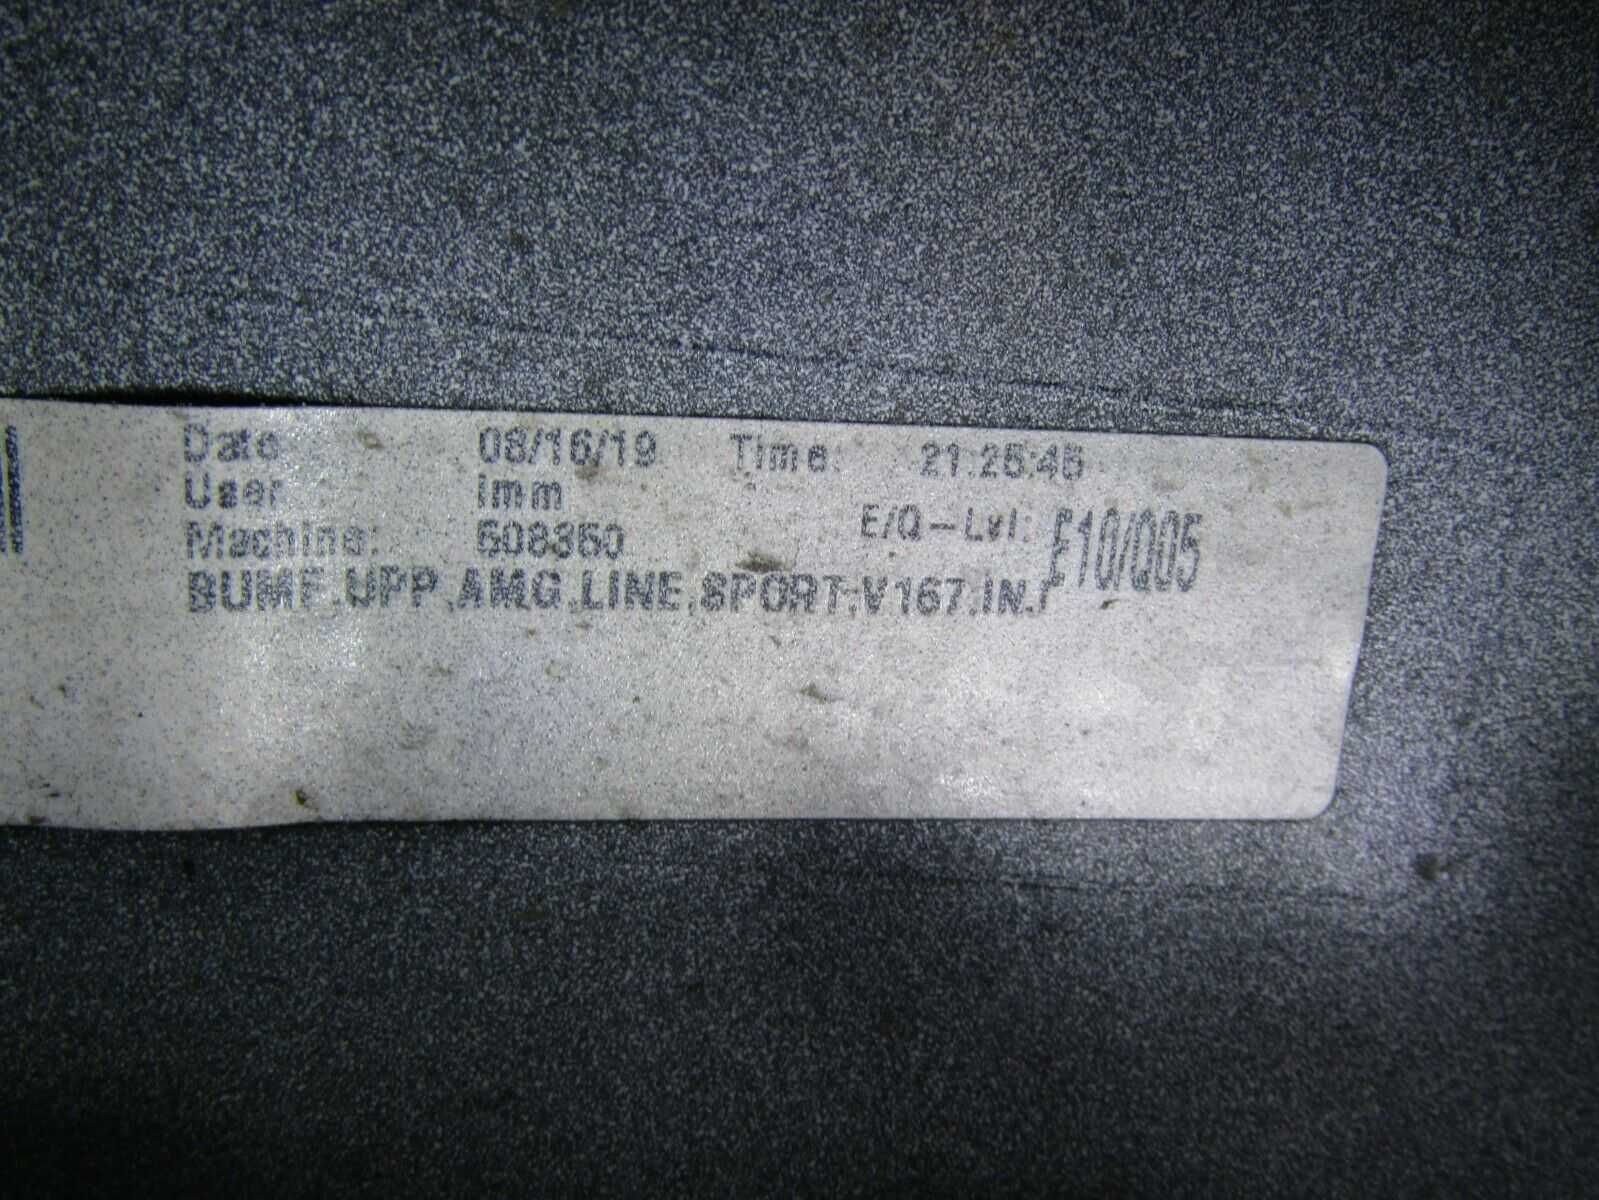 Date 08/16/19 Time: 21:25:45
User imm
Machine: 508350 E/Q-Lvl: E10/Q05
BUMF,UPP,AMG,LINE,SPORT,V167,IN.F